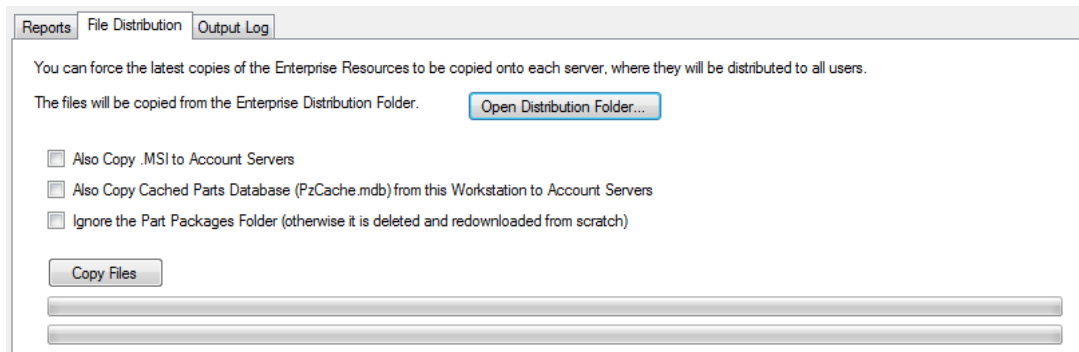 Reports File Distribution Output Log
You can force the latest copies of the Enterprise Resources to be copied onto each server, where they will be distributed to all users.
The files will be copied from the Enterprise Distribution Folder. Open Distribution Folder...
Also Copy .MSI to Account Servers
Also Copy Cached Parts Database (PzCache.mdb) from this Workstation to Account Servers
Ignore the Part Packages Folder (otherwise it is deleted and redownloaded from scratch)
Copy Files